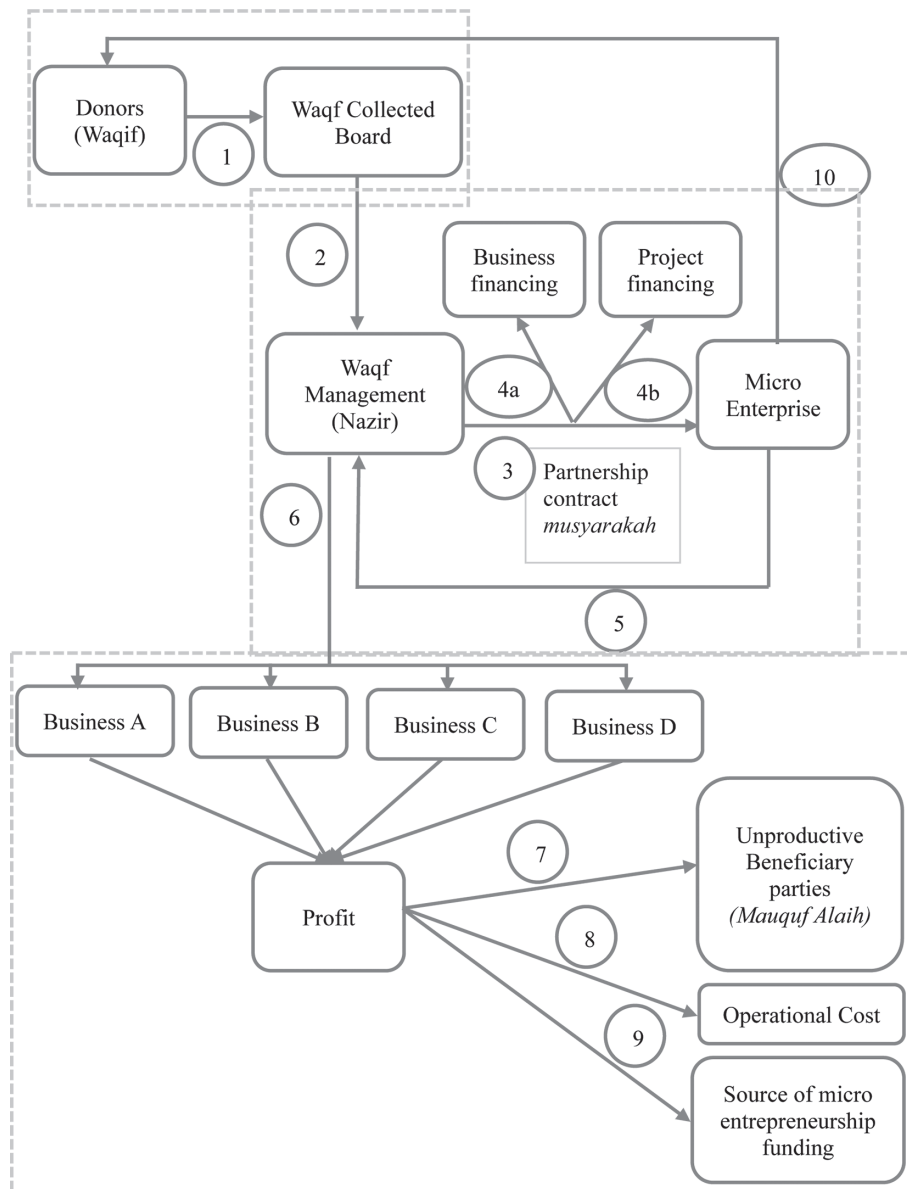 Donors
(Waqif)
1
Waqf Collected
Board
10
2
Business
financing
Project
financing
Waqf
Management
(Nazir)
4a
4b
Micro
Enterprise
3
Partnership
contract
musyarakah
6
5
Business A
Business B
Business C
Business D
7
Unproductive
Beneficiary
parties
(Mauquf Alaih)
Profit
8
Operational Cost
9
Source of micro
entrepreneurship
funding